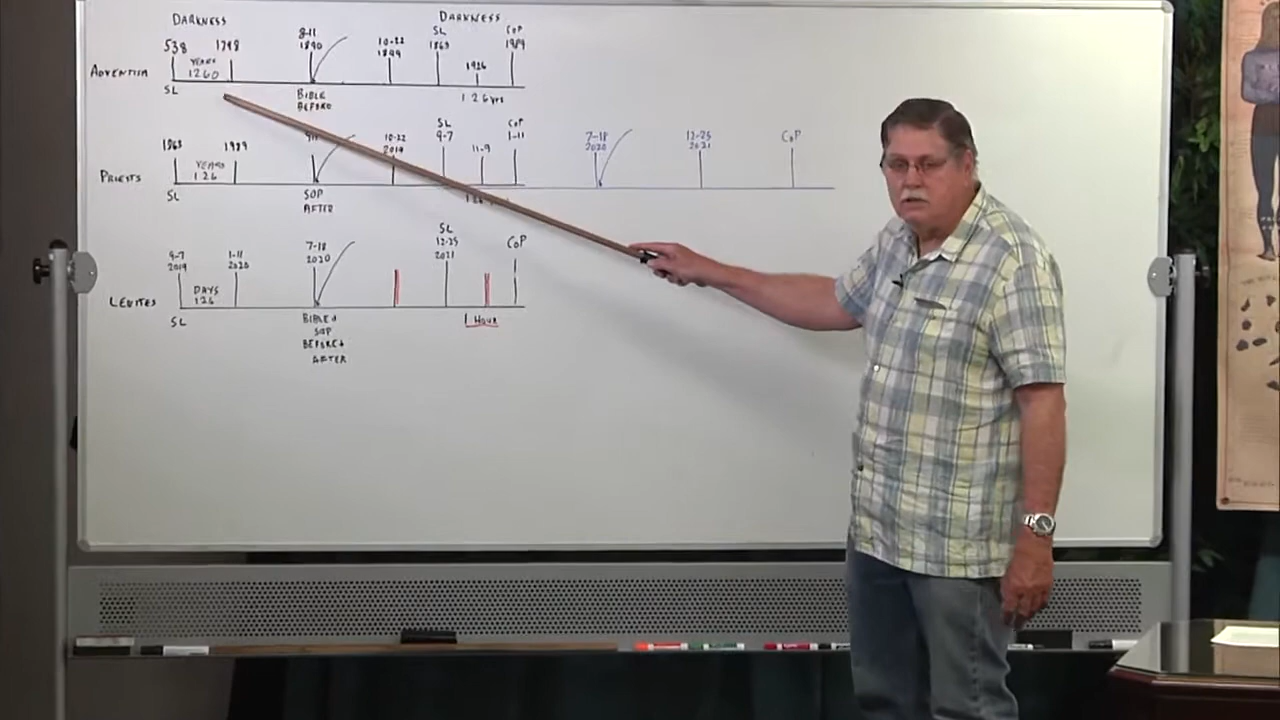 DARKNESS
DARKNESS
538
1798
8-11
1840
10-22
1844
SL
1863
1926
CoP
1989
ADVENTISM
YEARS
1260
SL
BIBLE
BEFORE
126 yrs
1863
1989
9-11
10-22
2019
SL
9-7
11-9
CoP
1-11
7-18
2020
12-25
2021
CoP
PRIESTS
YEARS
126
SL
SOP
AFTER
9-7
2019
1-11
2020
7-18
2020
SL
12-25
2021
CoP
LEVITES
DAYS
126
SL
BIBLE+
SOP
BEFORE+
AFTER
1 HOUR